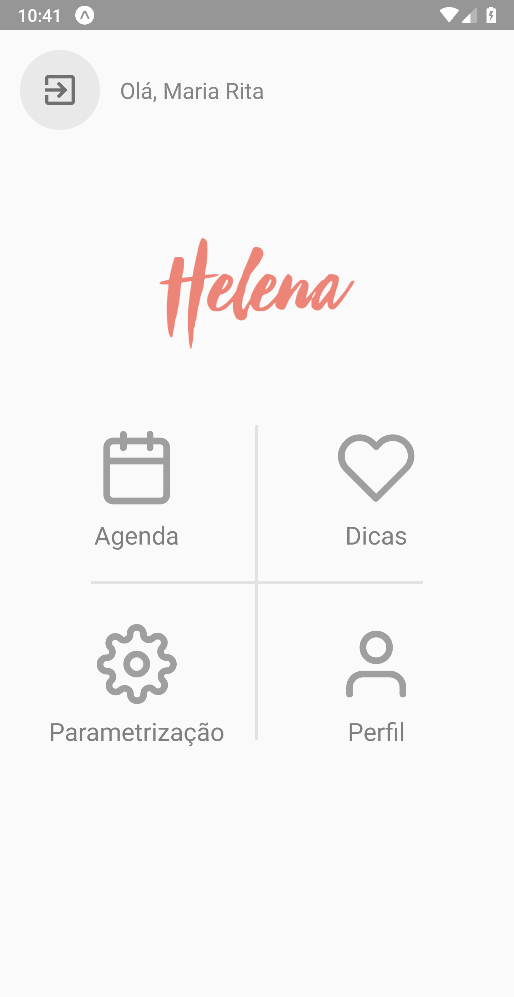 10:41
Olá, Maria Rita
Helena
Agenda
Dicas
Parametrização
Perfil